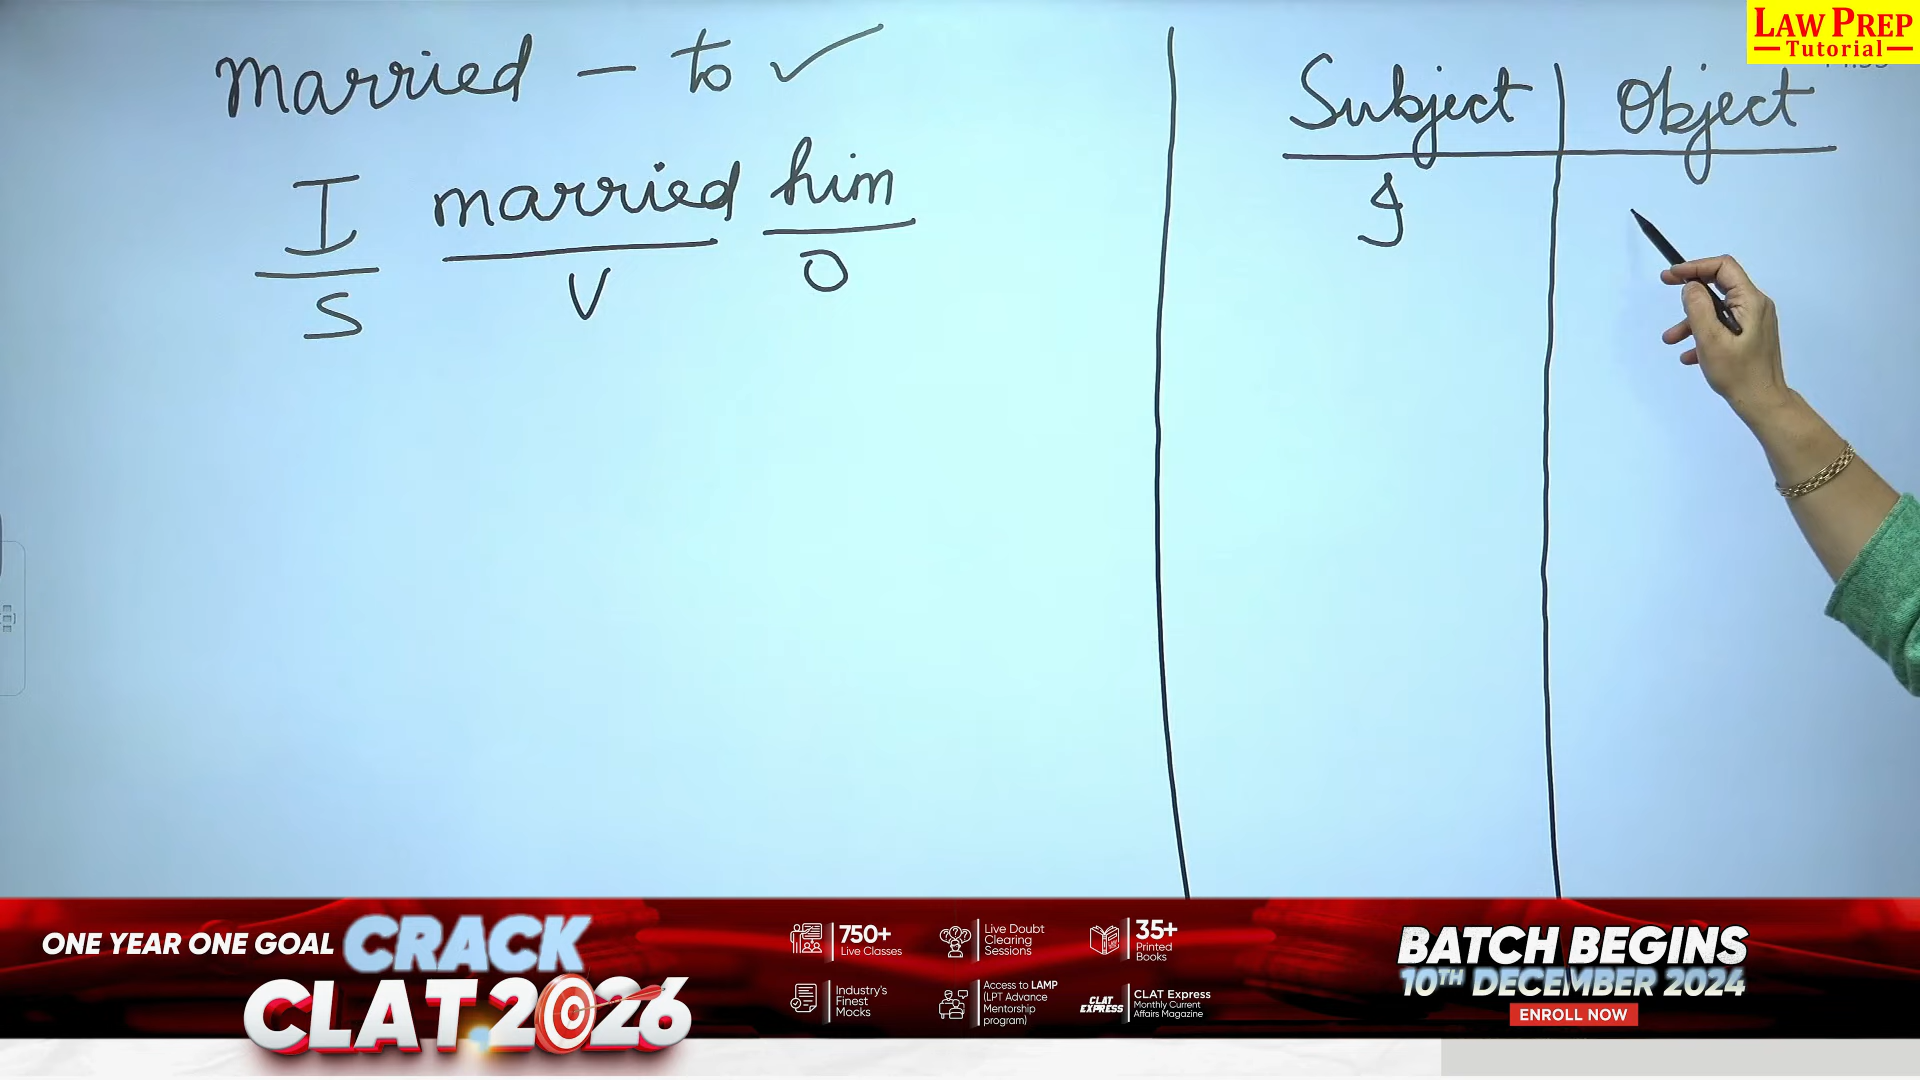 LAW PREP
Tutorial
Married – to ✓
I married him
S V O
Subject Object
I
ONE YEAR ONE GOAL CRACK
CLAT 2026
750+
Live Classes
Live Doubt
Clearing
Sessions
35+
Printed
Books
Industry's
Finest
Mocks
Access to LAMP
(LPT Advance
Mentorship
program)
CLAT
EXPRESS
CLAT Express
Monthly Current
Affairs Magazine
BATCH BEGINS
10TH DECEMBER 2024
ENROLL NOW